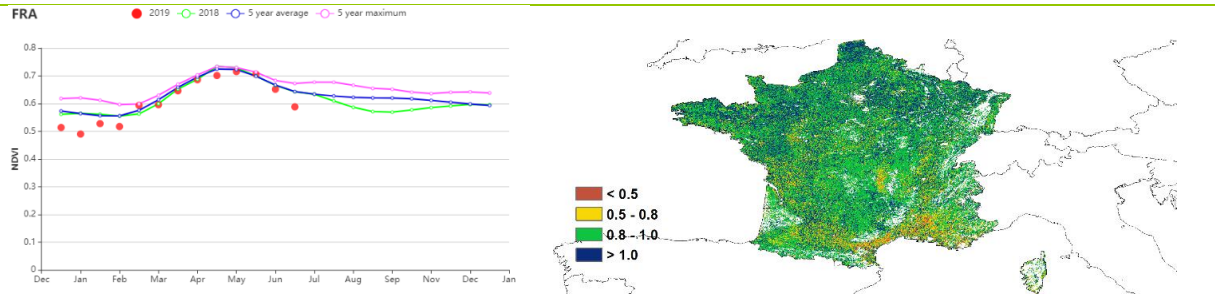 FRA
2019 2018 5 year average 5 year maximum
0.8
0.7
0.6
0.5
0.4
0.3
0.2
0.1
0
NDVI
Dec Jan Feb Mar Apr May Jun Jul Aug Sep Oct Nov Dec Jan
< 0.5
0.5 - 0.8
0.8 - 1.0
> 1.0